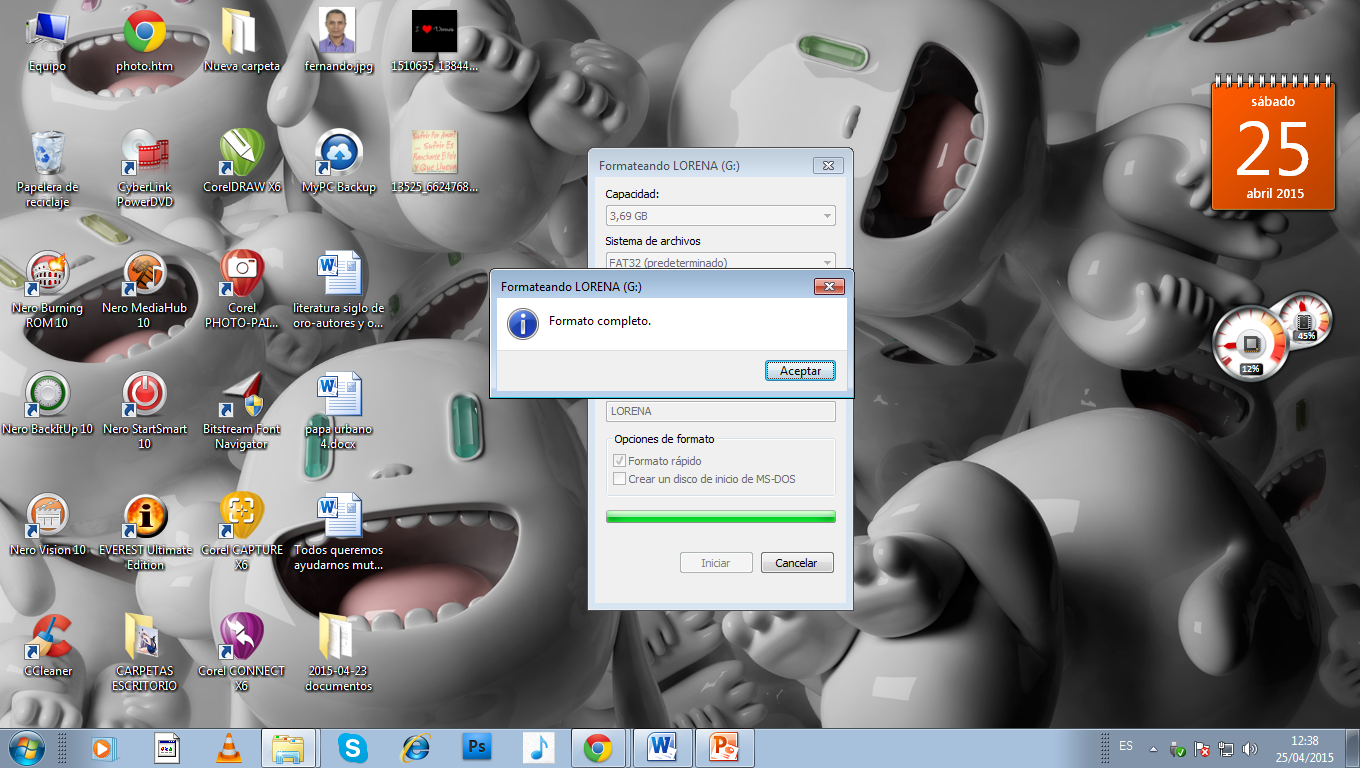 Equipo
photo.htm
Nueva carpeta
fernando.jpg
1510635_13844...
Papelera de
reciclaje
CyberLink
PowerDVD
CorelDRAW X6
MyPC Backup
13525_6624768...
Nero Burning
ROM 10
Nero MediaHub
10
Corel
PHOTO-PAI...
literatura siglo de
oro-autores y o...
Nero BackItUp 10
Nero StartSmart
10
Bitstream Font
Navigator
papa urbano
4.docx
Nero Vision 10
EVEREST Ultimate
Edition
Corel CAPTURE
X6
Todos queremos
ayudarnos mut...
CCleaner
CARPETAS
ESCRITORIO
Corel CONNECT
X6
2015-04-23
documentos
Formateando LORENA (G:)
Capacidad:
3,69 GB
Sistema de archivos
FAT32 (predeterminado)
Formateando LORENA (G:)
Formato completo.
Aceptar
LORENA
Opciones de formato
Formato rápido
Crear un disco de inicio de MS-DOS
Iniciar
Cancelar
sábado
25
abril 2015
45%
12%
Ps
ES
12:38
25/04/2015